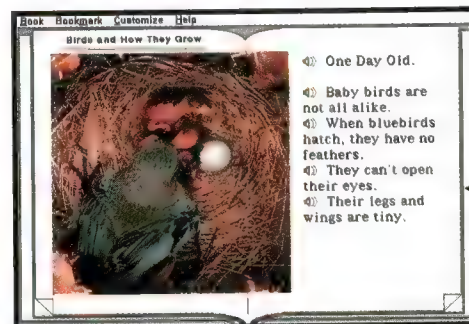 Book Bookmark Customize Help
Birds and How They Grow
One Day Old.
Baby birds are
not all alike.
When bluebirds
hatch, they have no
feathers.
They can't open
their eyes.
Their legs and
wings are tiny.